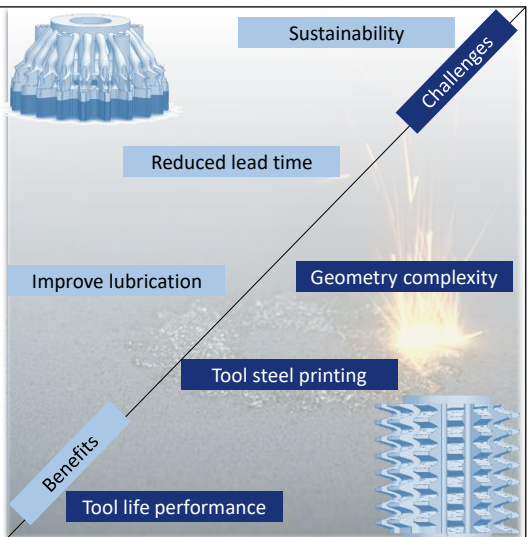 Sustainability
Challenges
Reduced lead time
Improve lubrication
Geometry complexity
Tool steel printing
Benefits
Tool life performance